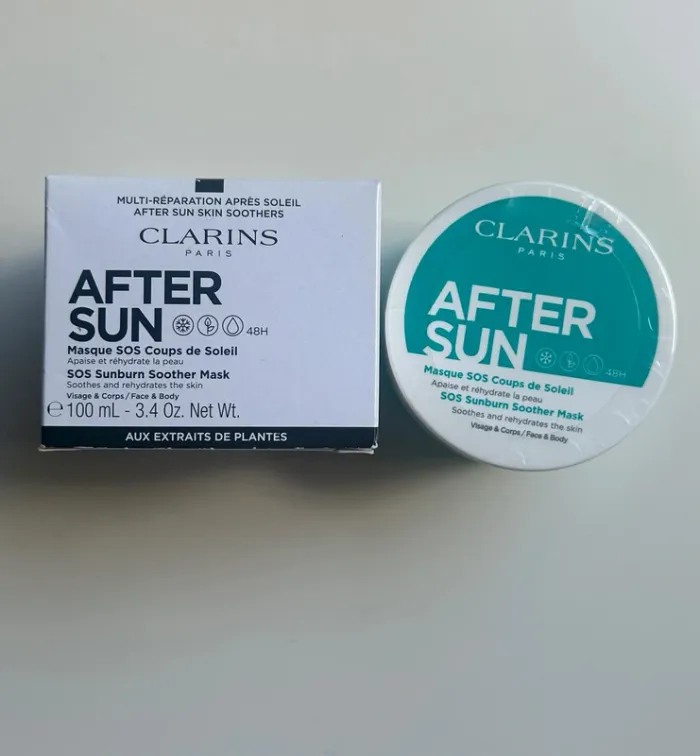 MULTI-RÉPARATION APRÈS SOLEIL
AFTER SUN SKIN SOOTHERS
CLARINS
PARIS
AFTER
SUN
48H
Masque SOS Coups de Soleil
Apaise et réhydrate la peau
SOS Sunburn Soother Mask
Soothes and rehydrates the skin
Visage & Corps / Face & Body
℮ 100 mL - 3.4 Oz. Net Wt.
AUX EXTRAITS DE PLANTES
CLARINS
PARIS
AFTER
SUN
48H
Masque SOS Coups de Soleil
Apaise et réhydrate la peau
SOS Sunburn Soother Mask
Soothes and rehydrates the skin
Visage & Corps / Face & Body